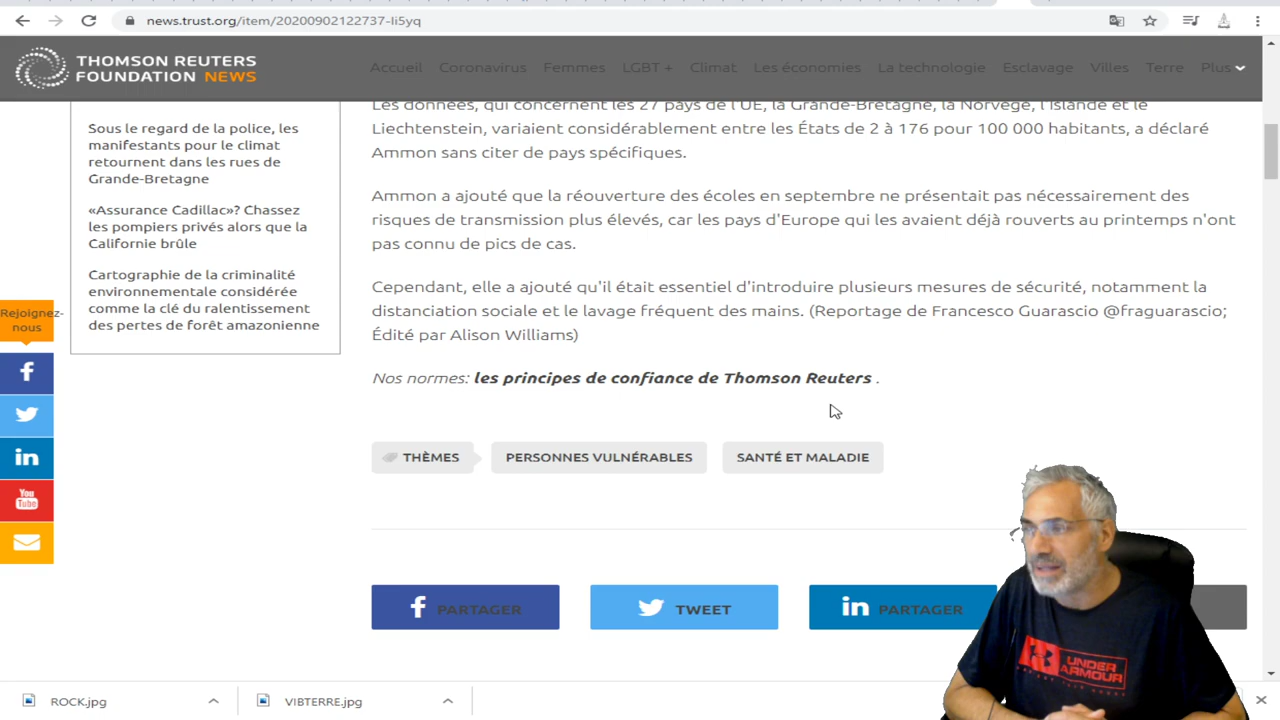 news.trust.org/item/20200902122737-li5yq
THOMSON REUTERS
FOUNDATION NEWS
Accueil Coronavirus Femmes LGBT + Climat Les économies La technologie Esclavage Villes Terre Plus
Sous le regard de la police, les
manifestants pour le climat
retournent dans les rues de
Grande-Bretagne
«Assurance Cadillac»? Chassez
les pompiers privés alors que la
Californie brûle
Cartographie de la criminalité
environnementale considérée
comme la clé du ralentissement
des pertes de forêt amazonienne
Rejoignez-
nous
You
Tube
Les données, qui concernent les 27 pays de l'UE, la Grande-Bretagne, la Norvège, l'Islande et le
Liechtenstein, variaient considérablement entre les États de 2 à 176 pour 100 000 habitants, a déclaré
Ammon sans citer de pays spécifiques.
Ammon a ajouté que la réouverture des écoles en septembre ne présentait pas nécessairement des
risques de transmission plus élevés, car les pays d'Europe qui les avaient déjà rouverts au printemps n'ont
pas connu de pics de cas.
Cependant, elle a ajouté qu'il était essentiel d'introduire plusieurs mesures de sécurité, notamment la
distanciation sociale et le lavage fréquent des mains. (Reportage de Francesco Guarascio @fraguarascio;
Édité par Alison Williams)
Nos normes: les principes de confiance de Thomson Reuters .
THÈMES PERSONNES VULNÉRABLES SANTÉ ET MALADIE
PARTAGER TWEET PARTAGER
UNDER
ARMOUR
ROCK.jpg VIBTERRE.jpg